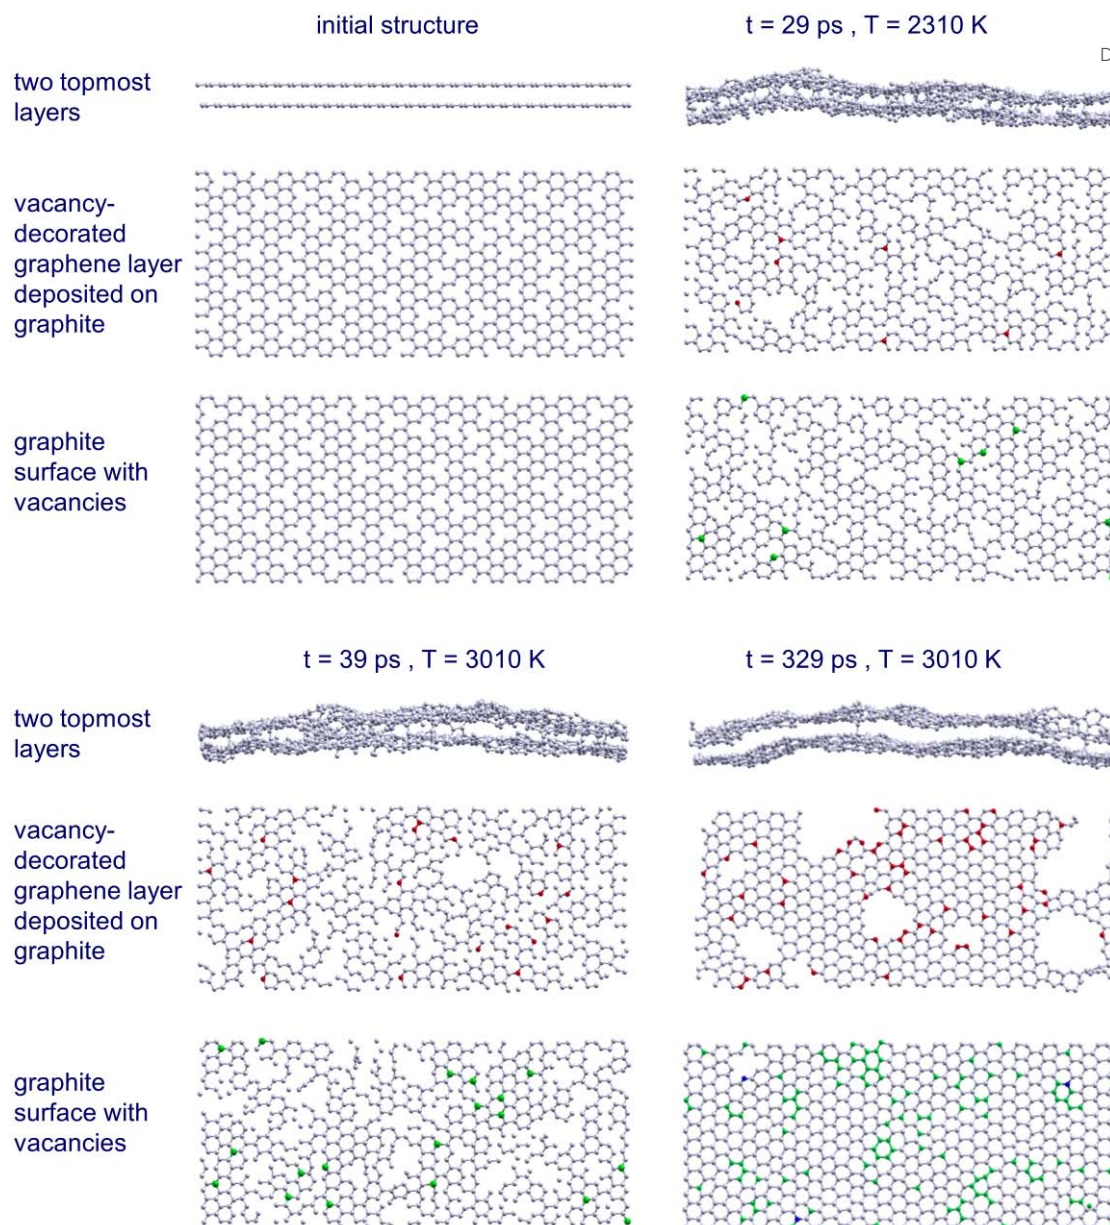 initial structure
t = 29 ps , T = 2310 K
D
two topmost
layers
vacancy-
decorated
graphene layer
deposited on
graphite
graphite
surface with
vacancies
t = 39 ps , T = 3010 K
t = 329 ps , T = 3010 K
two topmost
layers
vacancy-
decorated
graphene layer
deposited on
graphite
graphite
surface with
vacancies